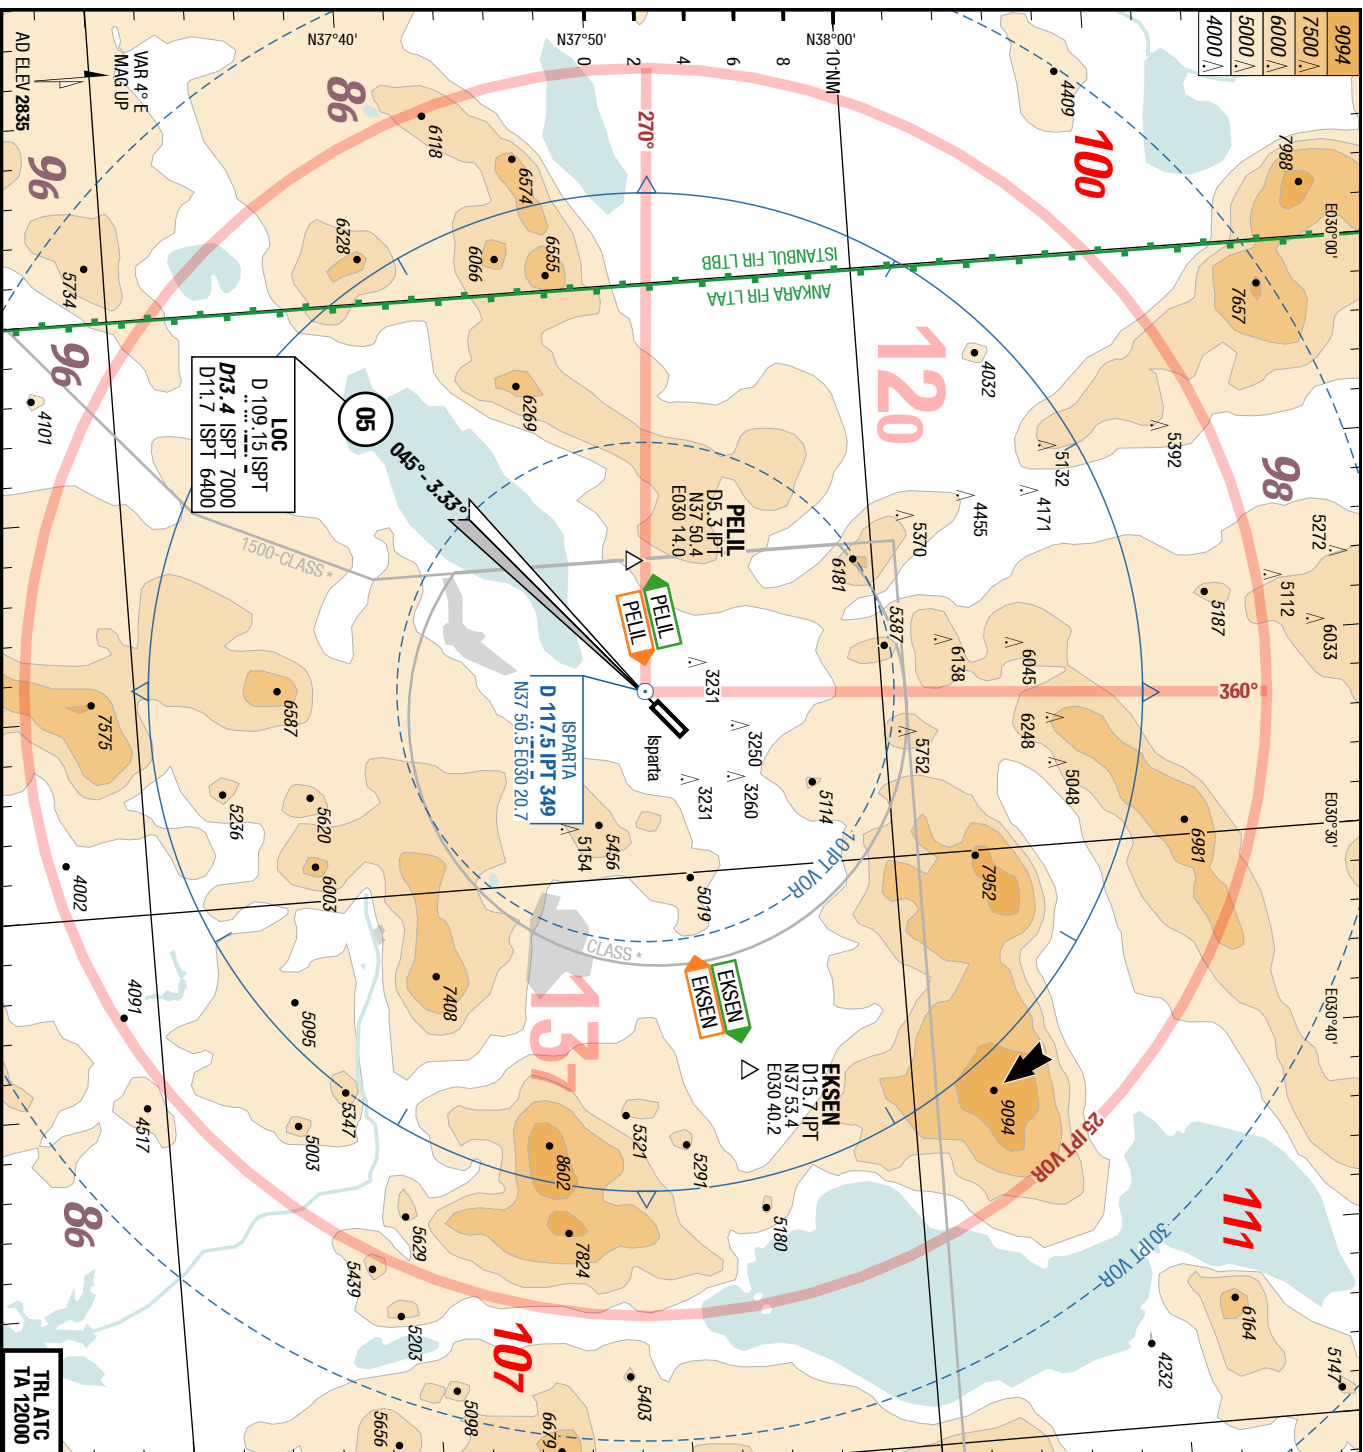 9094
7500
6000
5000
4000
N37°40'
N37°50'
N38°00'
0
2
4
6
8
10 NM
E030°00'
E030°30'
E030°40'
VAR 4° E
MAG UP
AD ELEV 2835
TRL ATC
TA 12000
270°
360°
100
120
98
86
96
96
86
137
107
111
ISTANBUL FIR LTBB
ANKARA FIR LTAA
LOC
D 109.15 ISPT
D13.4 ISPT 7000
D11.7 ISPT 6400
05
045° - 3.33°
1500-CLASS *
CLASS *
PELIL
D5.3 IPT
N37 50.4
E030 14.0
PELIL
PELIL
ISPARTA
D 117.5 IPT 349
N37 50.5 E030 20.7
Isparta
EKSEN
EKSEN
EKSEN
D15.7 IPT
N37 53.4
E030 40.2
10 IPT VOR
25 IPT VOR
30 IPT VOR
4409
7988
7657
6118
6574
6555
6066
6328
5734
4101
6269
4032
5132
5392
4171
4455
5370
6181
5387
6138
6045
6248
5048
5187
5112
5272
6033
3231
3250
3260
3231
5114
5752
7952
6981
9094
5456
5154
5019
7575
6587
5236
5620
6003
4002
4091
4517
5095
5003
5347
7408
8602
7824
5321
5291
5180
5629
5439
5203
5098
5656
6679
5403
4232
6164
5147